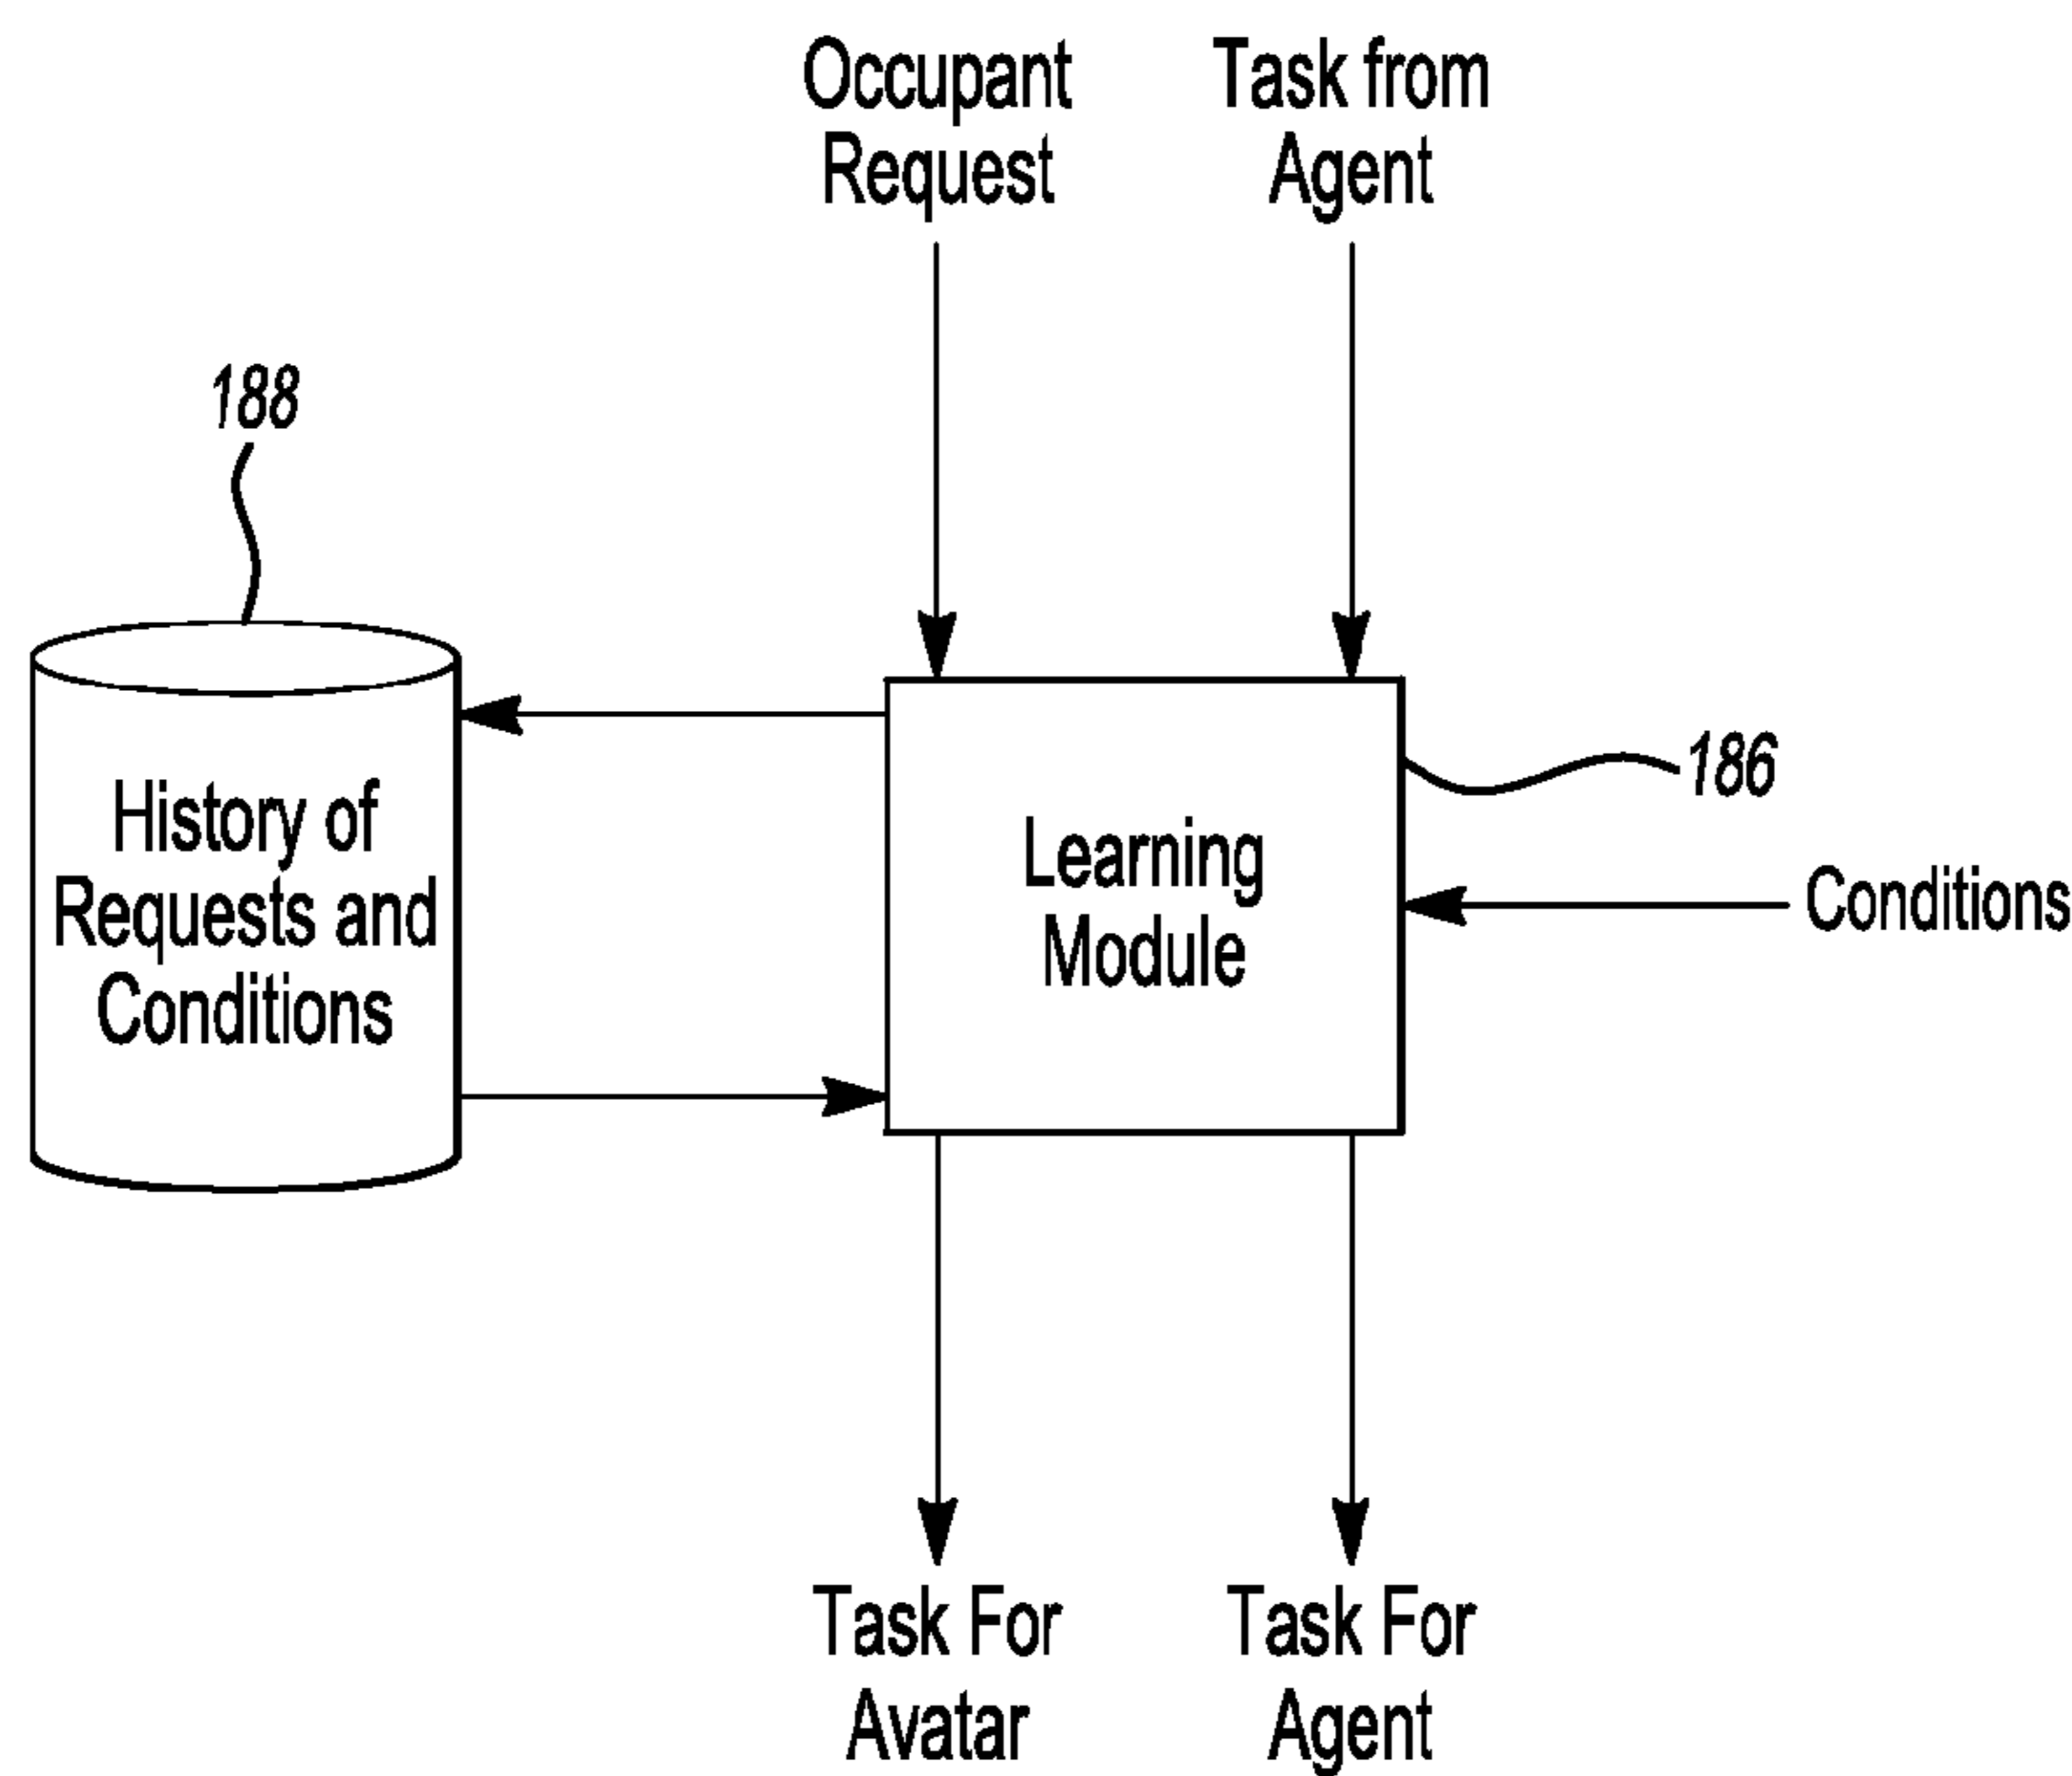 Occupant
Request
Task from
Agent
188
History of
Requests and
Conditions
Learning
Module
186
Conditions
Task For
Avatar
Task For
Agent